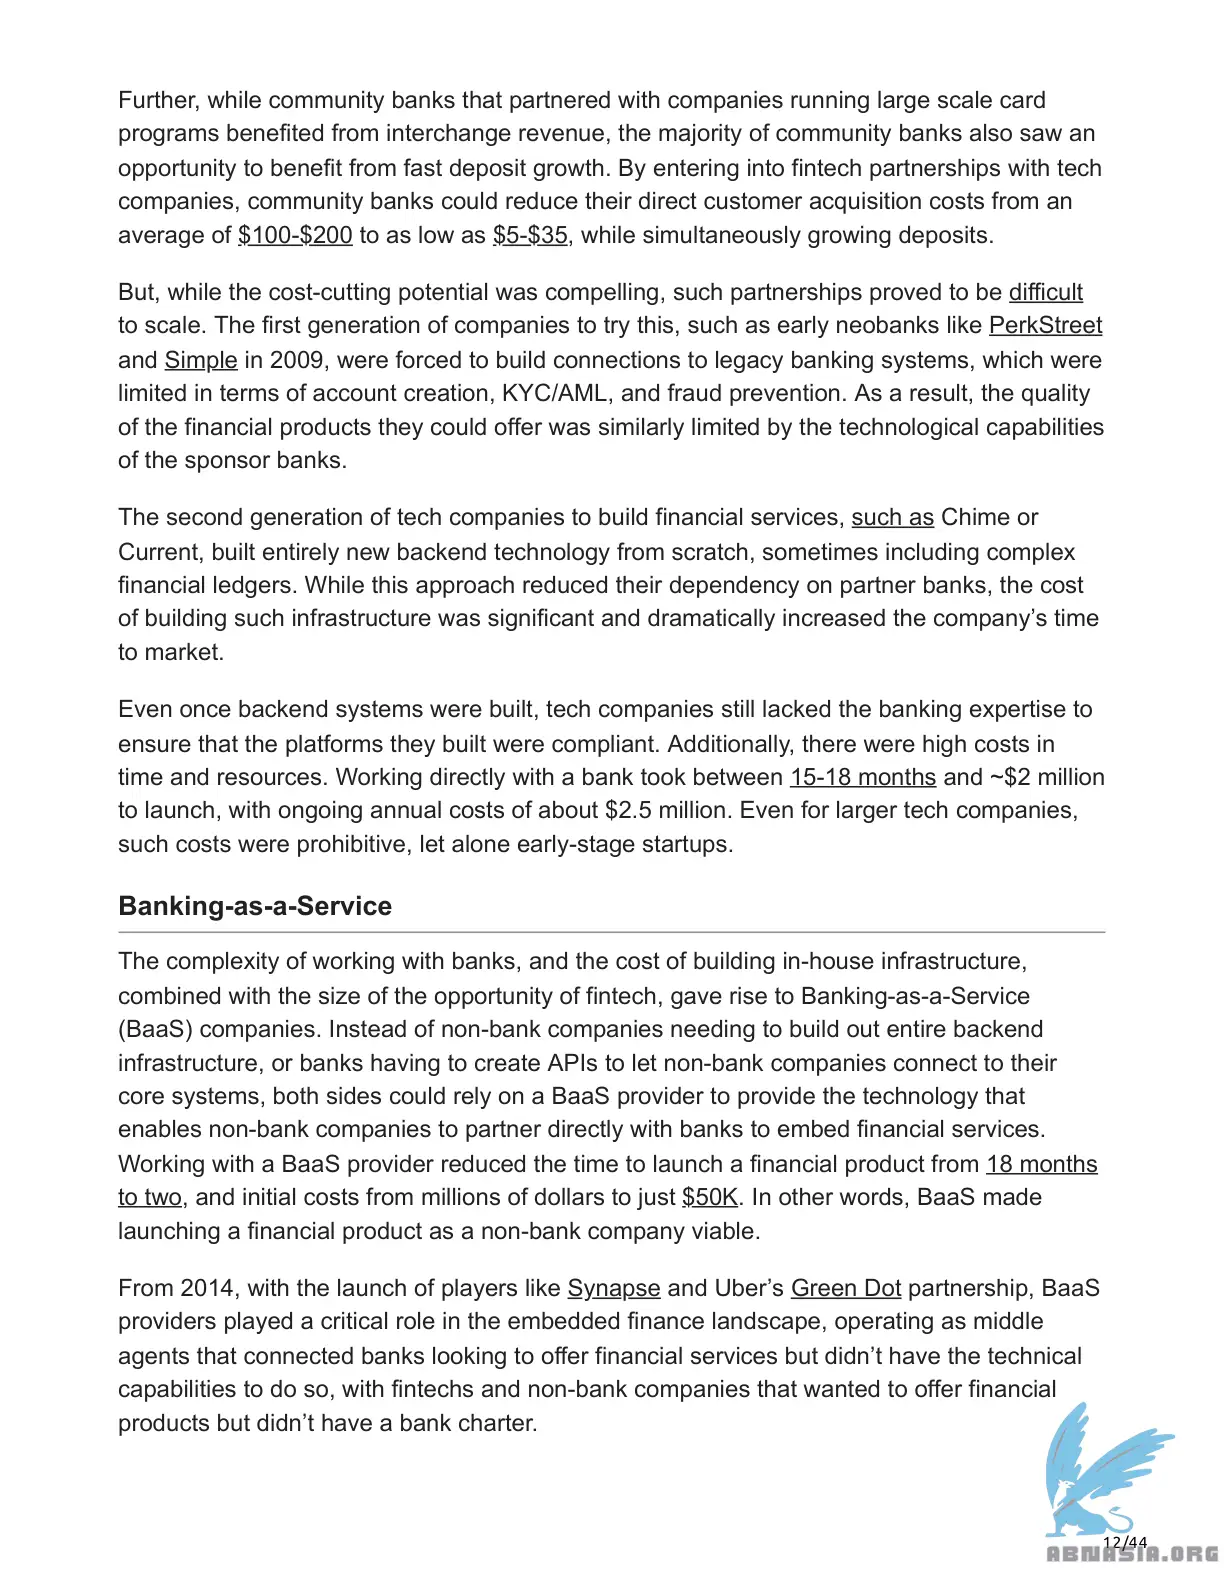 Further, while community banks that partnered with companies running large scale card
programs benefited from interchange revenue, the majority of community banks also saw an
opportunity to benefit from fast deposit growth. By entering into fintech partnerships with tech
companies, community banks could reduce their direct customer acquisition costs from an
average of $100-$200 to as low as $5-$35, while simultaneously growing deposits.
But, while the cost-cutting potential was compelling, such partnerships proved to be difficult
to scale. The first generation of companies to try this, such as early neobanks like PerkStreet
and Simple in 2009, were forced to build connections to legacy banking systems, which were
limited in terms of account creation, KYC/AML, and fraud prevention. As a result, the quality
of the financial products they could offer was similarly limited by the technological capabilities
of the sponsor banks.
The second generation of tech companies to build financial services, such as Chime or
Current, built entirely new backend technology from scratch, sometimes including complex
financial ledgers. While this approach reduced their dependency on partner banks, the cost
of building such infrastructure was significant and dramatically increased the company’s time
to market.
Even once backend systems were built, tech companies still lacked the banking expertise to
ensure that the platforms they built were compliant. Additionally, there were high costs in
time and resources. Working directly with a bank took between 15-18 months and ~$2 million
to launch, with ongoing annual costs of about $2.5 million. Even for larger tech companies,
such costs were prohibitive, let alone early-stage startups.
Banking-as-a-Service
The complexity of working with banks, and the cost of building in-house infrastructure,
combined with the size of the opportunity of fintech, gave rise to Banking-as-a-Service
(BaaS) companies. Instead of non-bank companies needing to build out entire backend
infrastructure, or banks having to create APIs to let non-bank companies connect to their
core systems, both sides could rely on a BaaS provider to provide the technology that
enables non-bank companies to partner directly with banks to embed financial services.
Working with a BaaS provider reduced the time to launch a financial product from 18 months
to two, and initial costs from millions of dollars to just $50K. In other words, BaaS made
launching a financial product as a non-bank company viable.
From 2014, with the launch of players like Synapse and Uber’s Green Dot partnership, BaaS
providers played a critical role in the embedded finance landscape, operating as middle
agents that connected banks looking to offer financial services but didn’t have the technical
capabilities to do so, with fintechs and non-bank companies that wanted to offer financial
products but didn’t have a bank charter.
12/44
ABNASIA.ORG